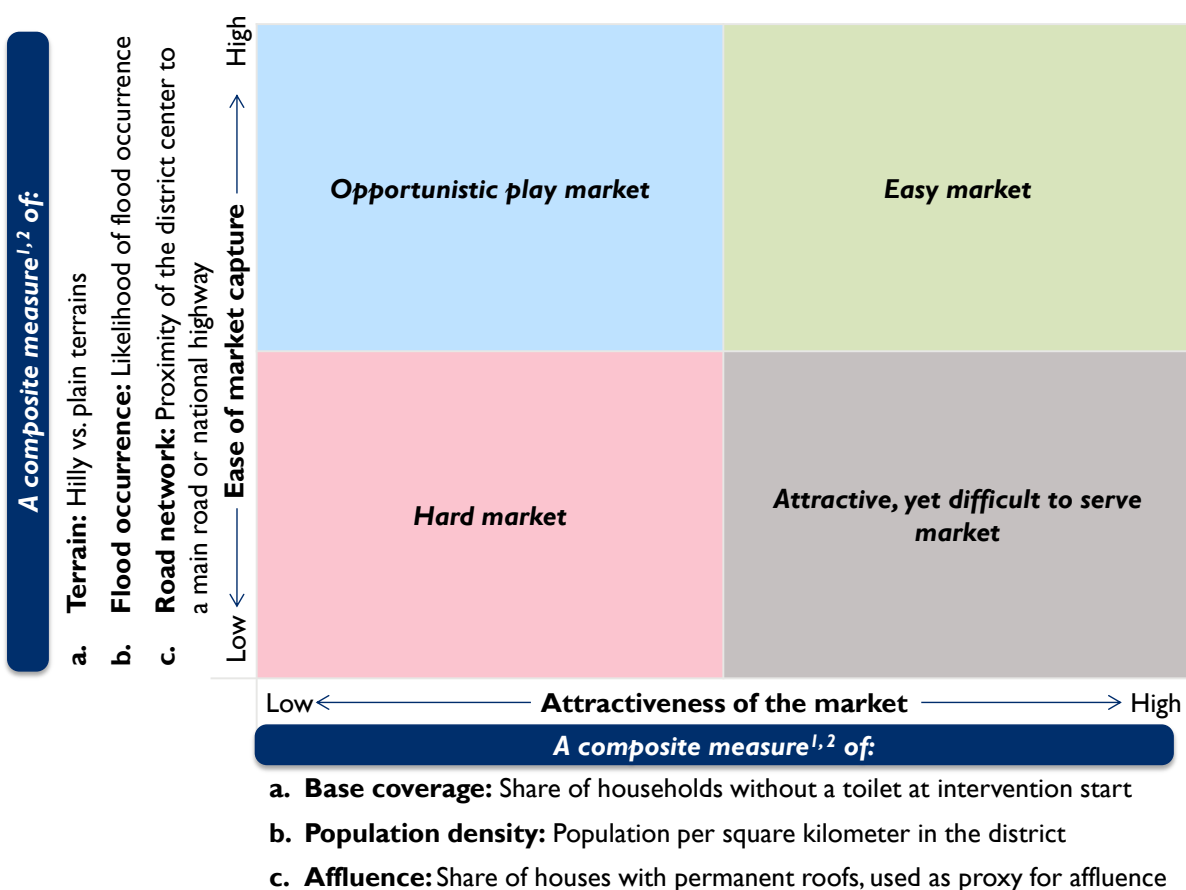 A composite measure1,2 of:
a. Terrain: Hilly vs. plain terrains
b. Flood occurrence: Likelihood of flood occurrence
c. Road network: Proximity of the district center to
a main road or national highway
Low Ease of market capture High
Opportunistic play market
Easy market
Hard market
Attractive, yet difficult to serve
market
Low Attractiveness of the market High
A composite measure1,2 of:
a. Base coverage: Share of households without a toilet at intervention start
b. Population density: Population per square kilometer in the district
c. Affluence: Share of houses with permanent roofs, used as proxy for affluence